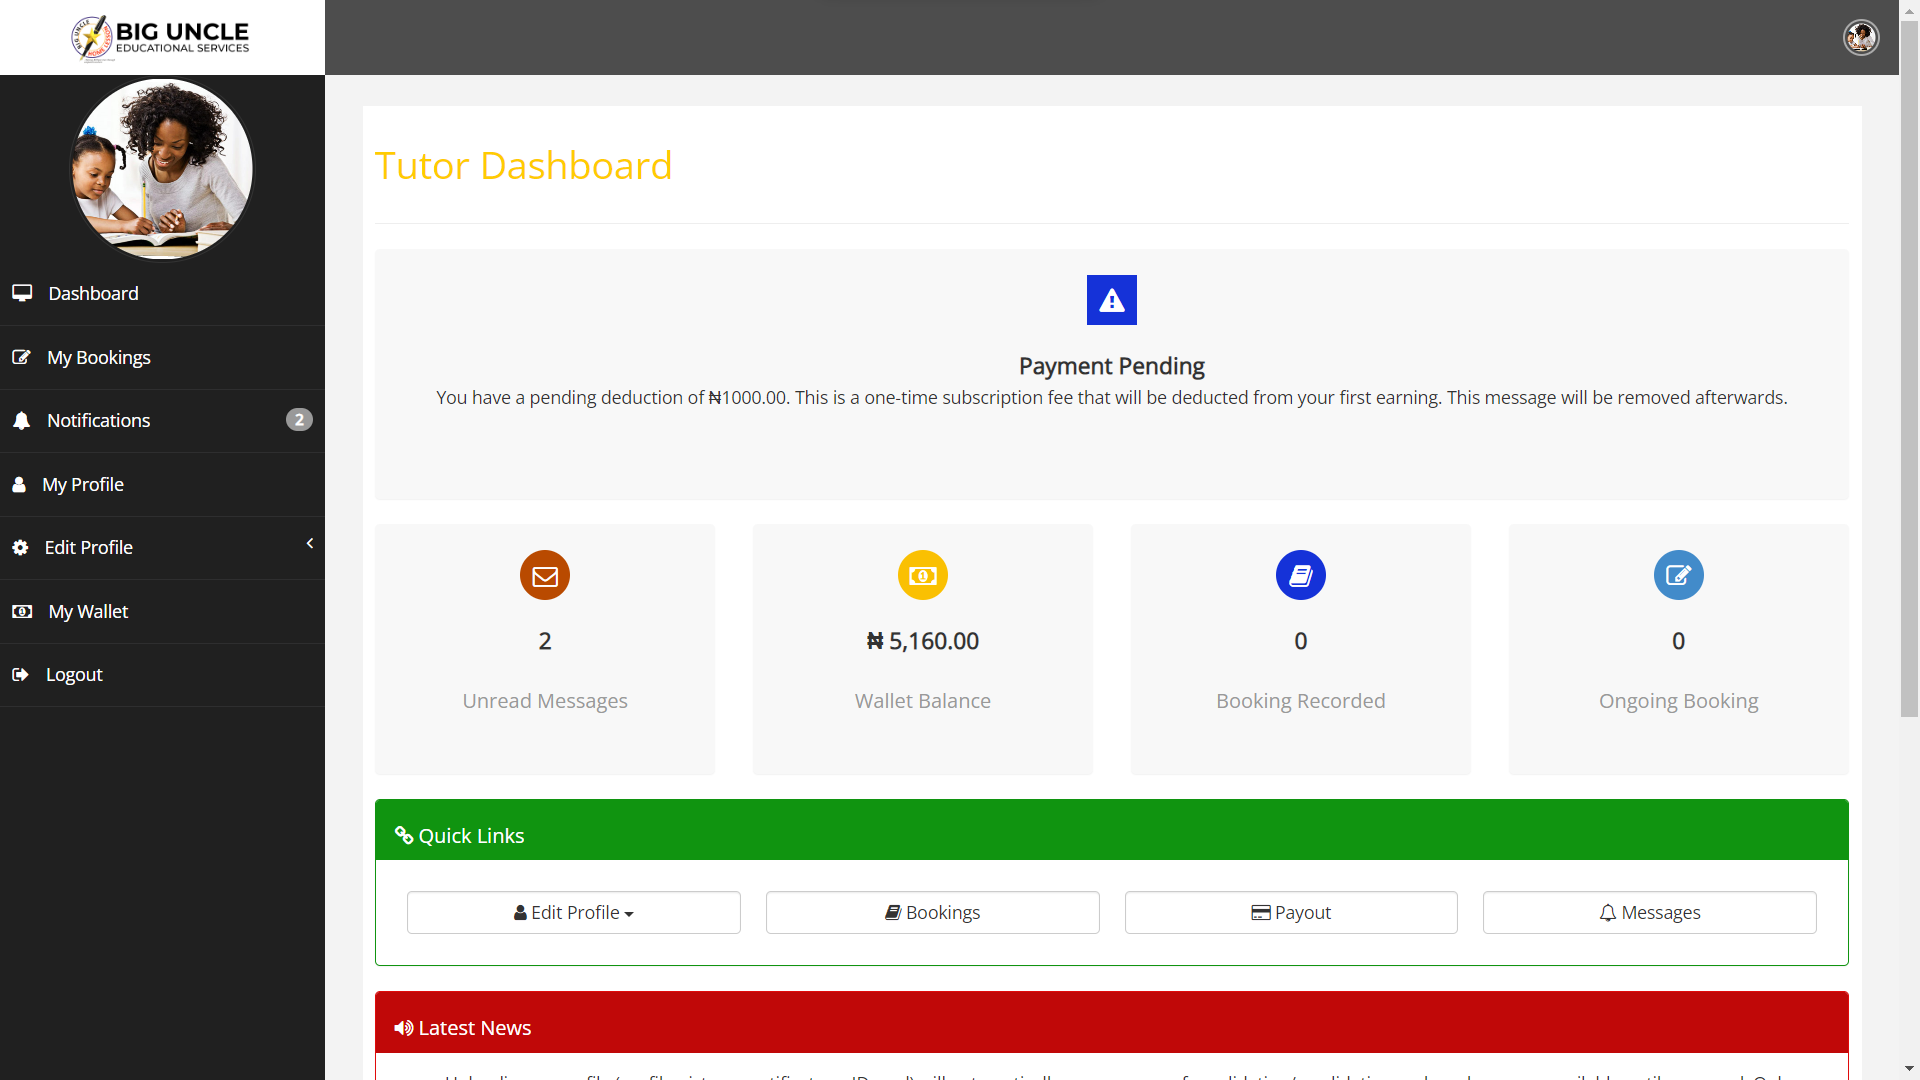 BIG UNCLE
EDUCATIONAL SERVICES
Dashboard
My Bookings
Notifications 2
My Profile
Edit Profile
My Wallet
Logout
Tutor Dashboard
Payment Pending
You have a pending deduction of ₦1000.00. This is a one-time subscription fee that will be deducted from your first earning. This message will be removed afterwards.
2
Unread Messages
₦ 5,160.00
Wallet Balance
0
Booking Recorded
0
Ongoing Booking
Quick Links
Edit Profile
Bookings
Payout
Messages
Latest News